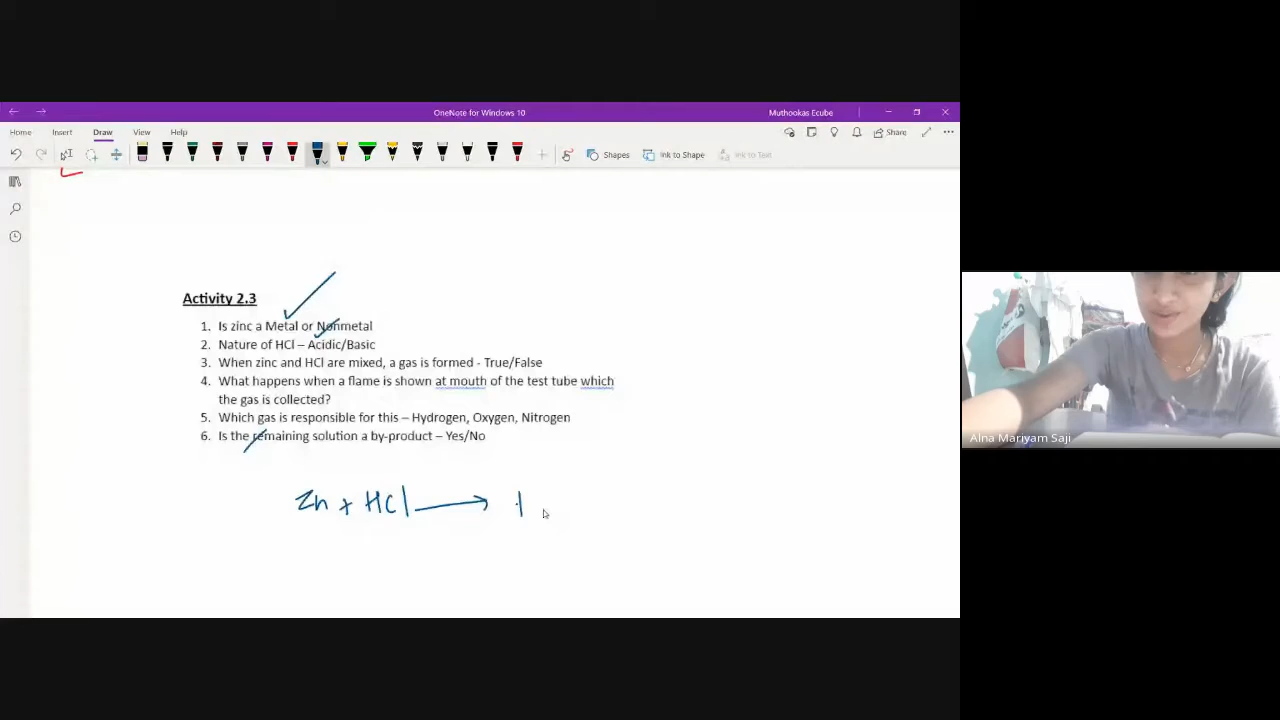 OneNote for Windows 10
Muthookas Ecube
Home Insert Draw View Help
Share
Shapes Ink to Shape Ink to Text
Activity 2.3
1. Is zinc a Metal or Nonmetal
2. Nature of HCl – Acidic/Basic
3. When zinc and HCl are mixed, a gas is formed - True/False
4. What happens when a flame is shown at mouth of the test tube which
the gas is collected?
5. Which gas is responsible for this – Hydrogen, Oxygen, Nitrogen
6. Is the remaining solution a by-product – Yes/No
Zn + HCl
Alna Mariyam Saji